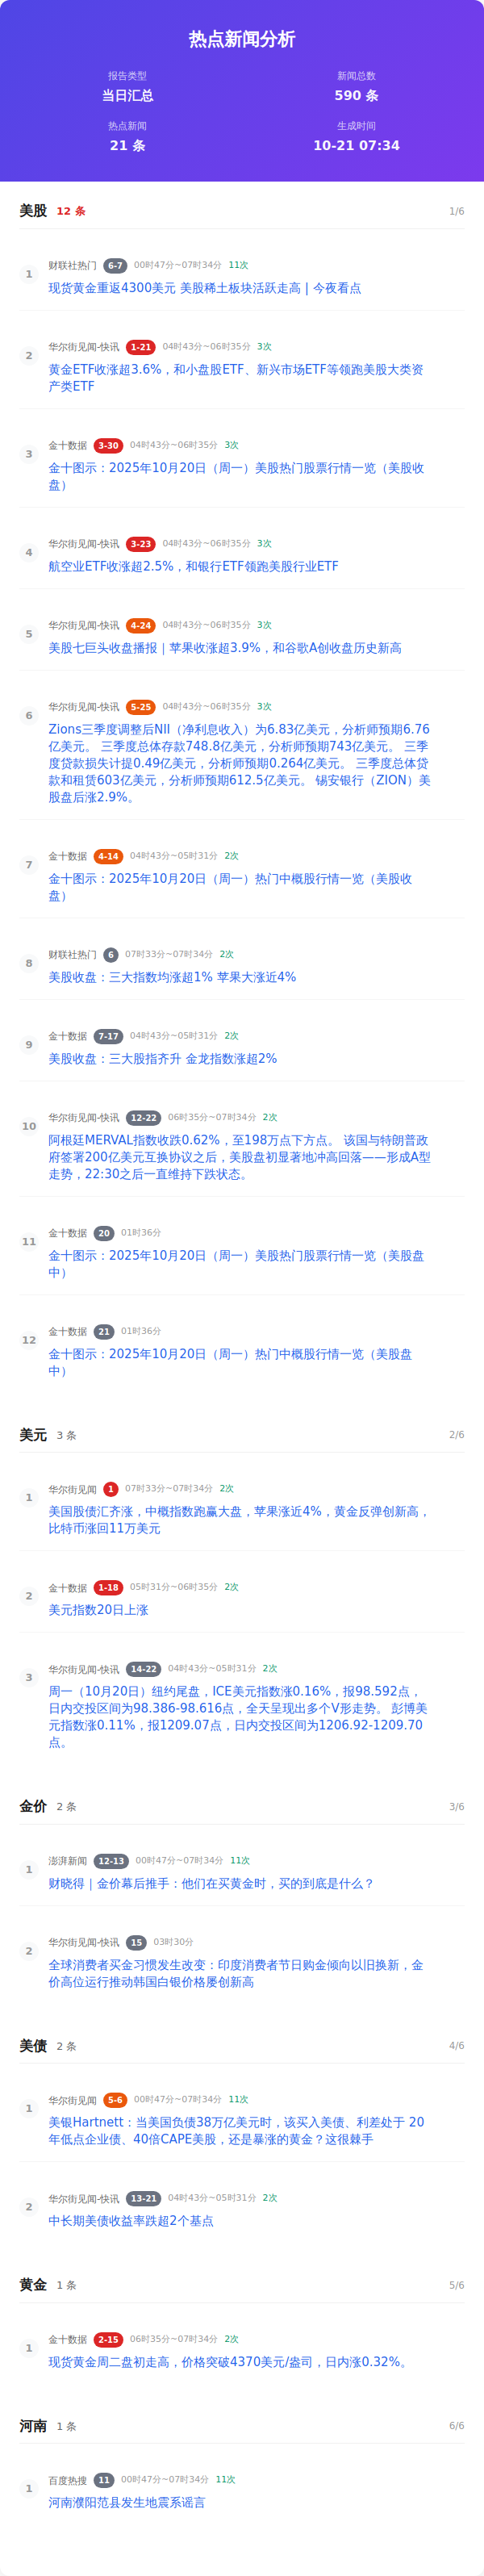 热点新闻分析
报告类型
新闻总数
当日汇总
590 条
热点新闻
生成时间
21 条
10-21 07:34
美股 12 条 1/6
1 财联社热门 6-7 00时47分~07时34分 11次
现货黄金重返4300美元 美股稀土板块活跃走高 | 今夜看点
2 华尔街见闻-快讯 1-21 04时43分~06时35分 3次
黄金ETF收涨超3.6%，和小盘股ETF、新兴市场ETF等领跑美股大类资
产类ETF
3 金十数据 3-30 04时43分~06时35分 3次
金十图示：2025年10月20日（周一）美股热门股票行情一览（美股收
盘）
4 华尔街见闻-快讯 3-23 04时43分~06时35分 3次
航空业ETF收涨超2.5%，和银行ETF领跑美股行业ETF
5 华尔街见闻-快讯 4-24 04时43分~06时35分 3次
美股七巨头收盘播报｜苹果收涨超3.9%，和谷歌A创收盘历史新高
6 华尔街见闻-快讯 5-25 04时43分~06时35分 3次
Zions三季度调整后NII（净利息收入）为6.83亿美元，分析师预期6.76
亿美元。 三季度总体存款748.8亿美元，分析师预期743亿美元。 三季
度贷款损失计提0.49亿美元，分析师预期0.264亿美元。 三季度总体贷
款和租赁603亿美元，分析师预期612.5亿美元。 锡安银行（ZION）美
股盘后涨2.9%。
7 金十数据 4-14 04时43分~05时31分 2次
金十图示：2025年10月20日（周一）热门中概股行情一览（美股收
盘）
8 财联社热门 6 07时33分~07时34分 2次
美股收盘：三大指数均涨超1% 苹果大涨近4%
9 金十数据 7-17 04时43分~05时31分 2次
美股收盘：三大股指齐升 金龙指数涨超2%
10 华尔街见闻-快讯 12-22 06时35分~07时34分 2次
阿根廷MERVAL指数收跌0.62%，至198万点下方点。 该国与特朗普政
府签署200亿美元互换协议之后，美股盘初显著地冲高回落——形成A型
走势，22:30之后一直维持下跌状态。
11 金十数据 20 01时36分
金十图示：2025年10月20日（周一）美股热门股票行情一览（美股盘
中）
12 金十数据 21 01时36分
金十图示：2025年10月20日（周一）热门中概股行情一览（美股盘
中）
美元 3 条 2/6
1 华尔街见闻 1 07时33分~07时34分 2次
美国股债汇齐涨，中概指数跑赢大盘，苹果涨近4%，黄金反弹创新高，
比特币涨回11万美元
2 金十数据 1-18 05时31分~06时35分 2次
美元指数20日上涨
3 华尔街见闻-快讯 14-22 04时43分~05时31分 2次
周一（10月20日）纽约尾盘，ICE美元指数涨0.16%，报98.592点，
日内交投区间为98.386-98.616点，全天呈现出多个V形走势。 彭博美
元指数涨0.11%，报1209.07点，日内交投区间为1206.92-1209.70
点。
金价 2 条 3/6
1 澎湃新闻 12-13 00时47分~07时34分 11次
财晓得｜金价幕后推手：他们在买黄金时，买的到底是什么？
2 华尔街见闻-快讯 15 03时30分
全球消费者买金习惯发生改变：印度消费者节日购金倾向以旧换新，金
价高位运行推动韩国白银价格屡创新高
美债 2 条 4/6
1 华尔街见闻 5-6 00时47分~07时34分 11次
美银Hartnett：当美国负债38万亿美元时，该买入美债、利差处于 20
年低点企业债、40倍CAPE美股，还是暴涨的黄金？这很棘手
2 华尔街见闻-快讯 13-21 04时43分~05时31分 2次
中长期美债收益率跌超2个基点
黄金 1 条 5/6
1 金十数据 2-15 06时35分~07时34分 2次
现货黄金周二盘初走高，价格突破4370美元/盎司，日内涨0.32%。
河南 1 条 6/6
1 百度热搜 11 00时47分~07时34分 11次
河南濮阳范县发生地震系谣言